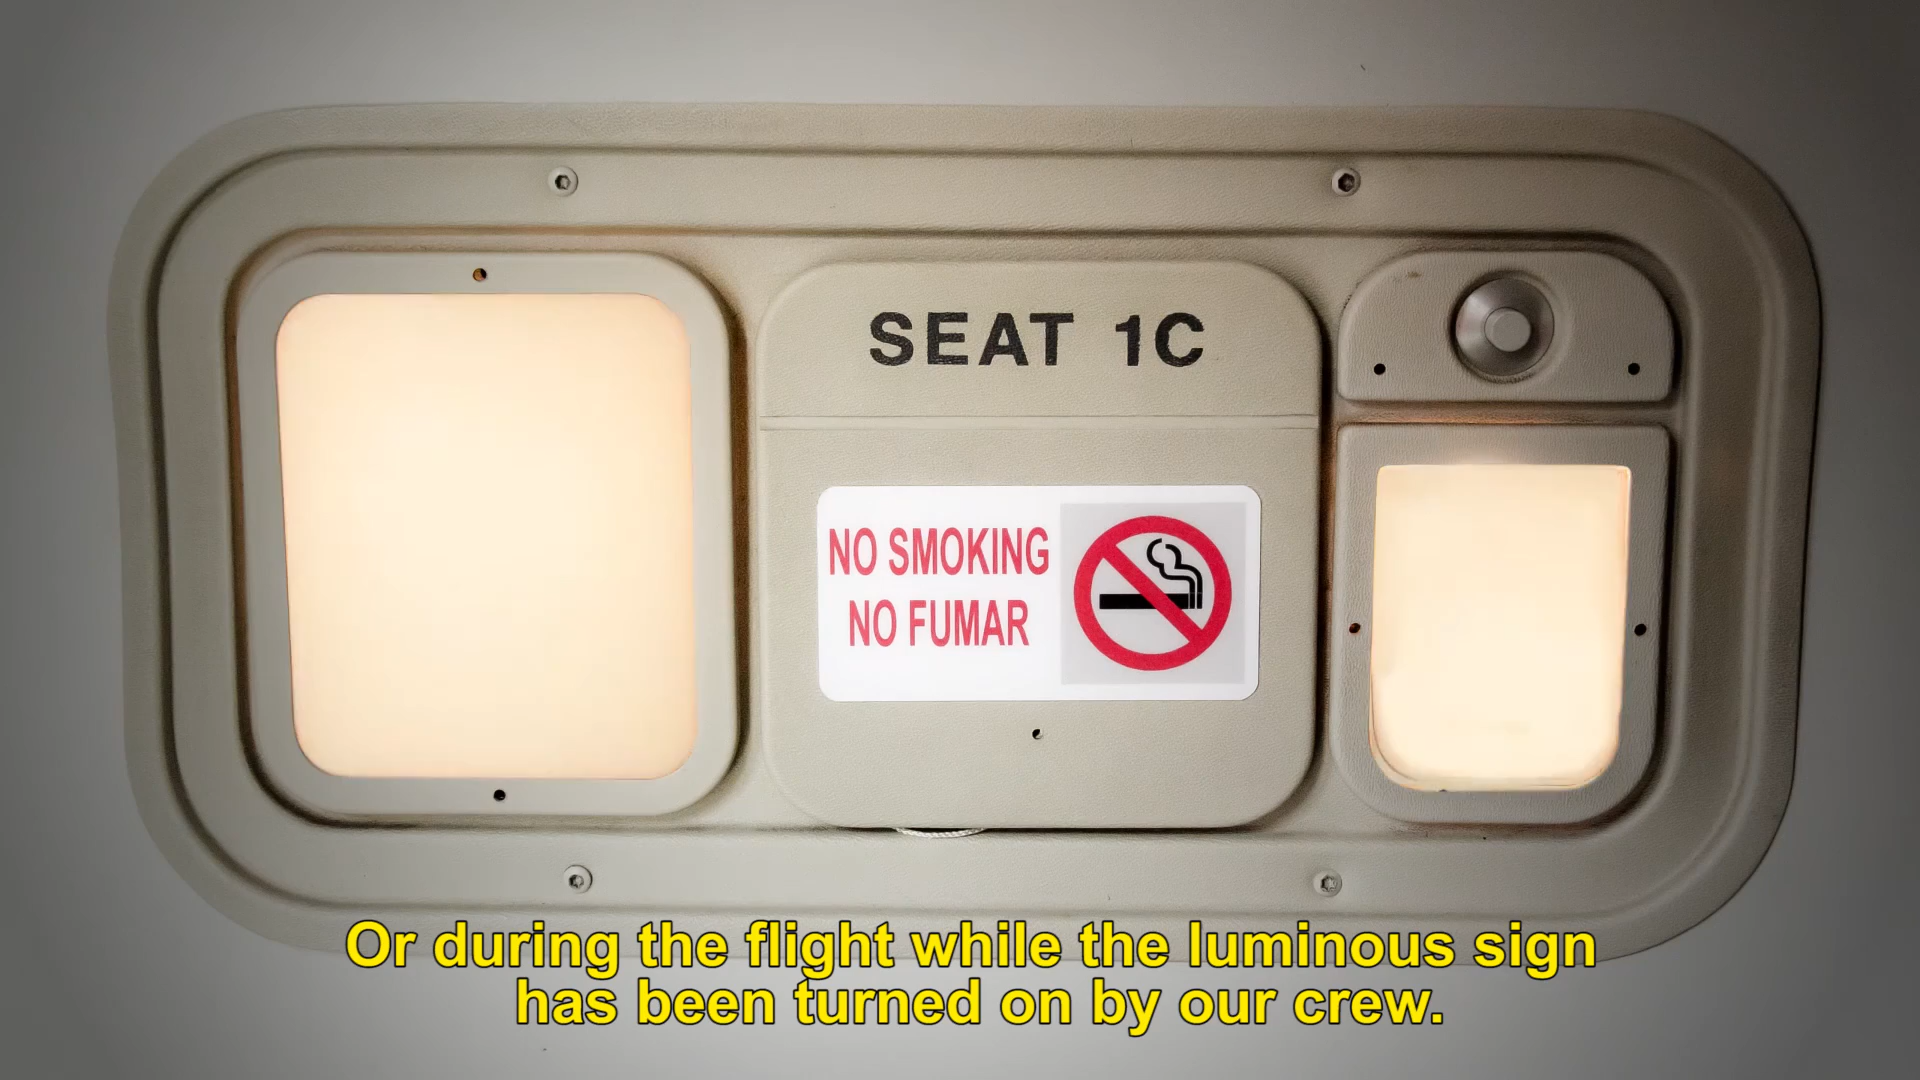 SEAT 1C
NO SMOKING
NO FUMAR
Or during the flight while the luminous sign
has been turned on by our crew.